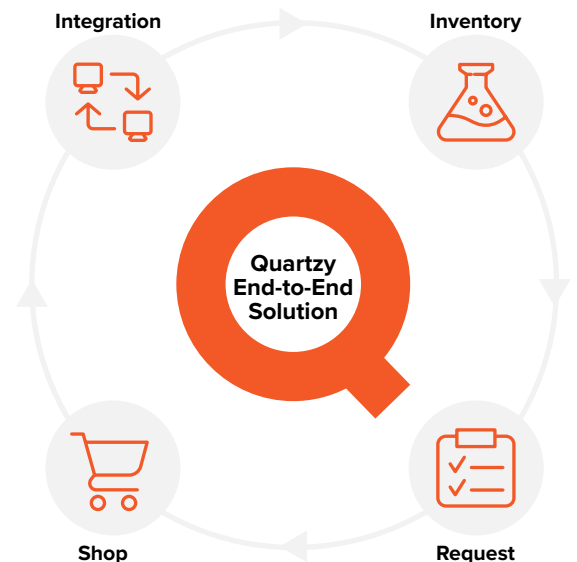 Integration
Inventory
Quartzy
End-to-End
Solution
Shop
Request